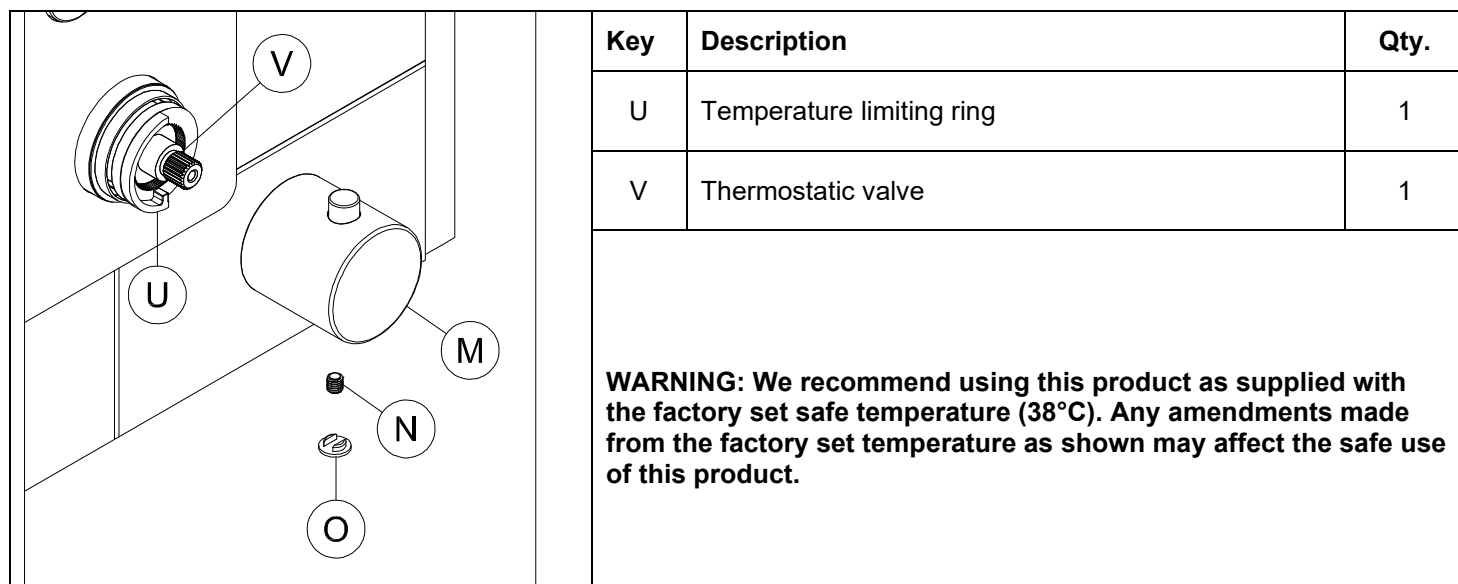 V
U
M
N
O
Key Description Qty.
U Temperature limiting ring 1
V Thermostatic valve 1
WARNING: We recommend using this product as supplied with
the factory set safe temperature (38°C). Any amendments made
from the factory set temperature as shown may affect the safe use
of this product.